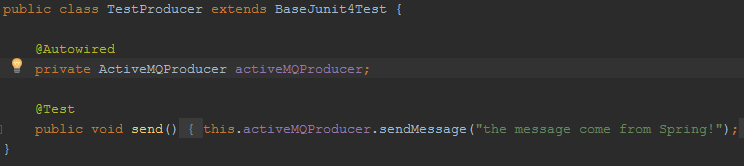 public class TestProducer extends BaseJunit4Test {
@Autowired
private ActiveMQProducer activeMQProducer;
@Test
public void send() { this.activeMQProducer.sendMessage("the message come from Spring!");
}